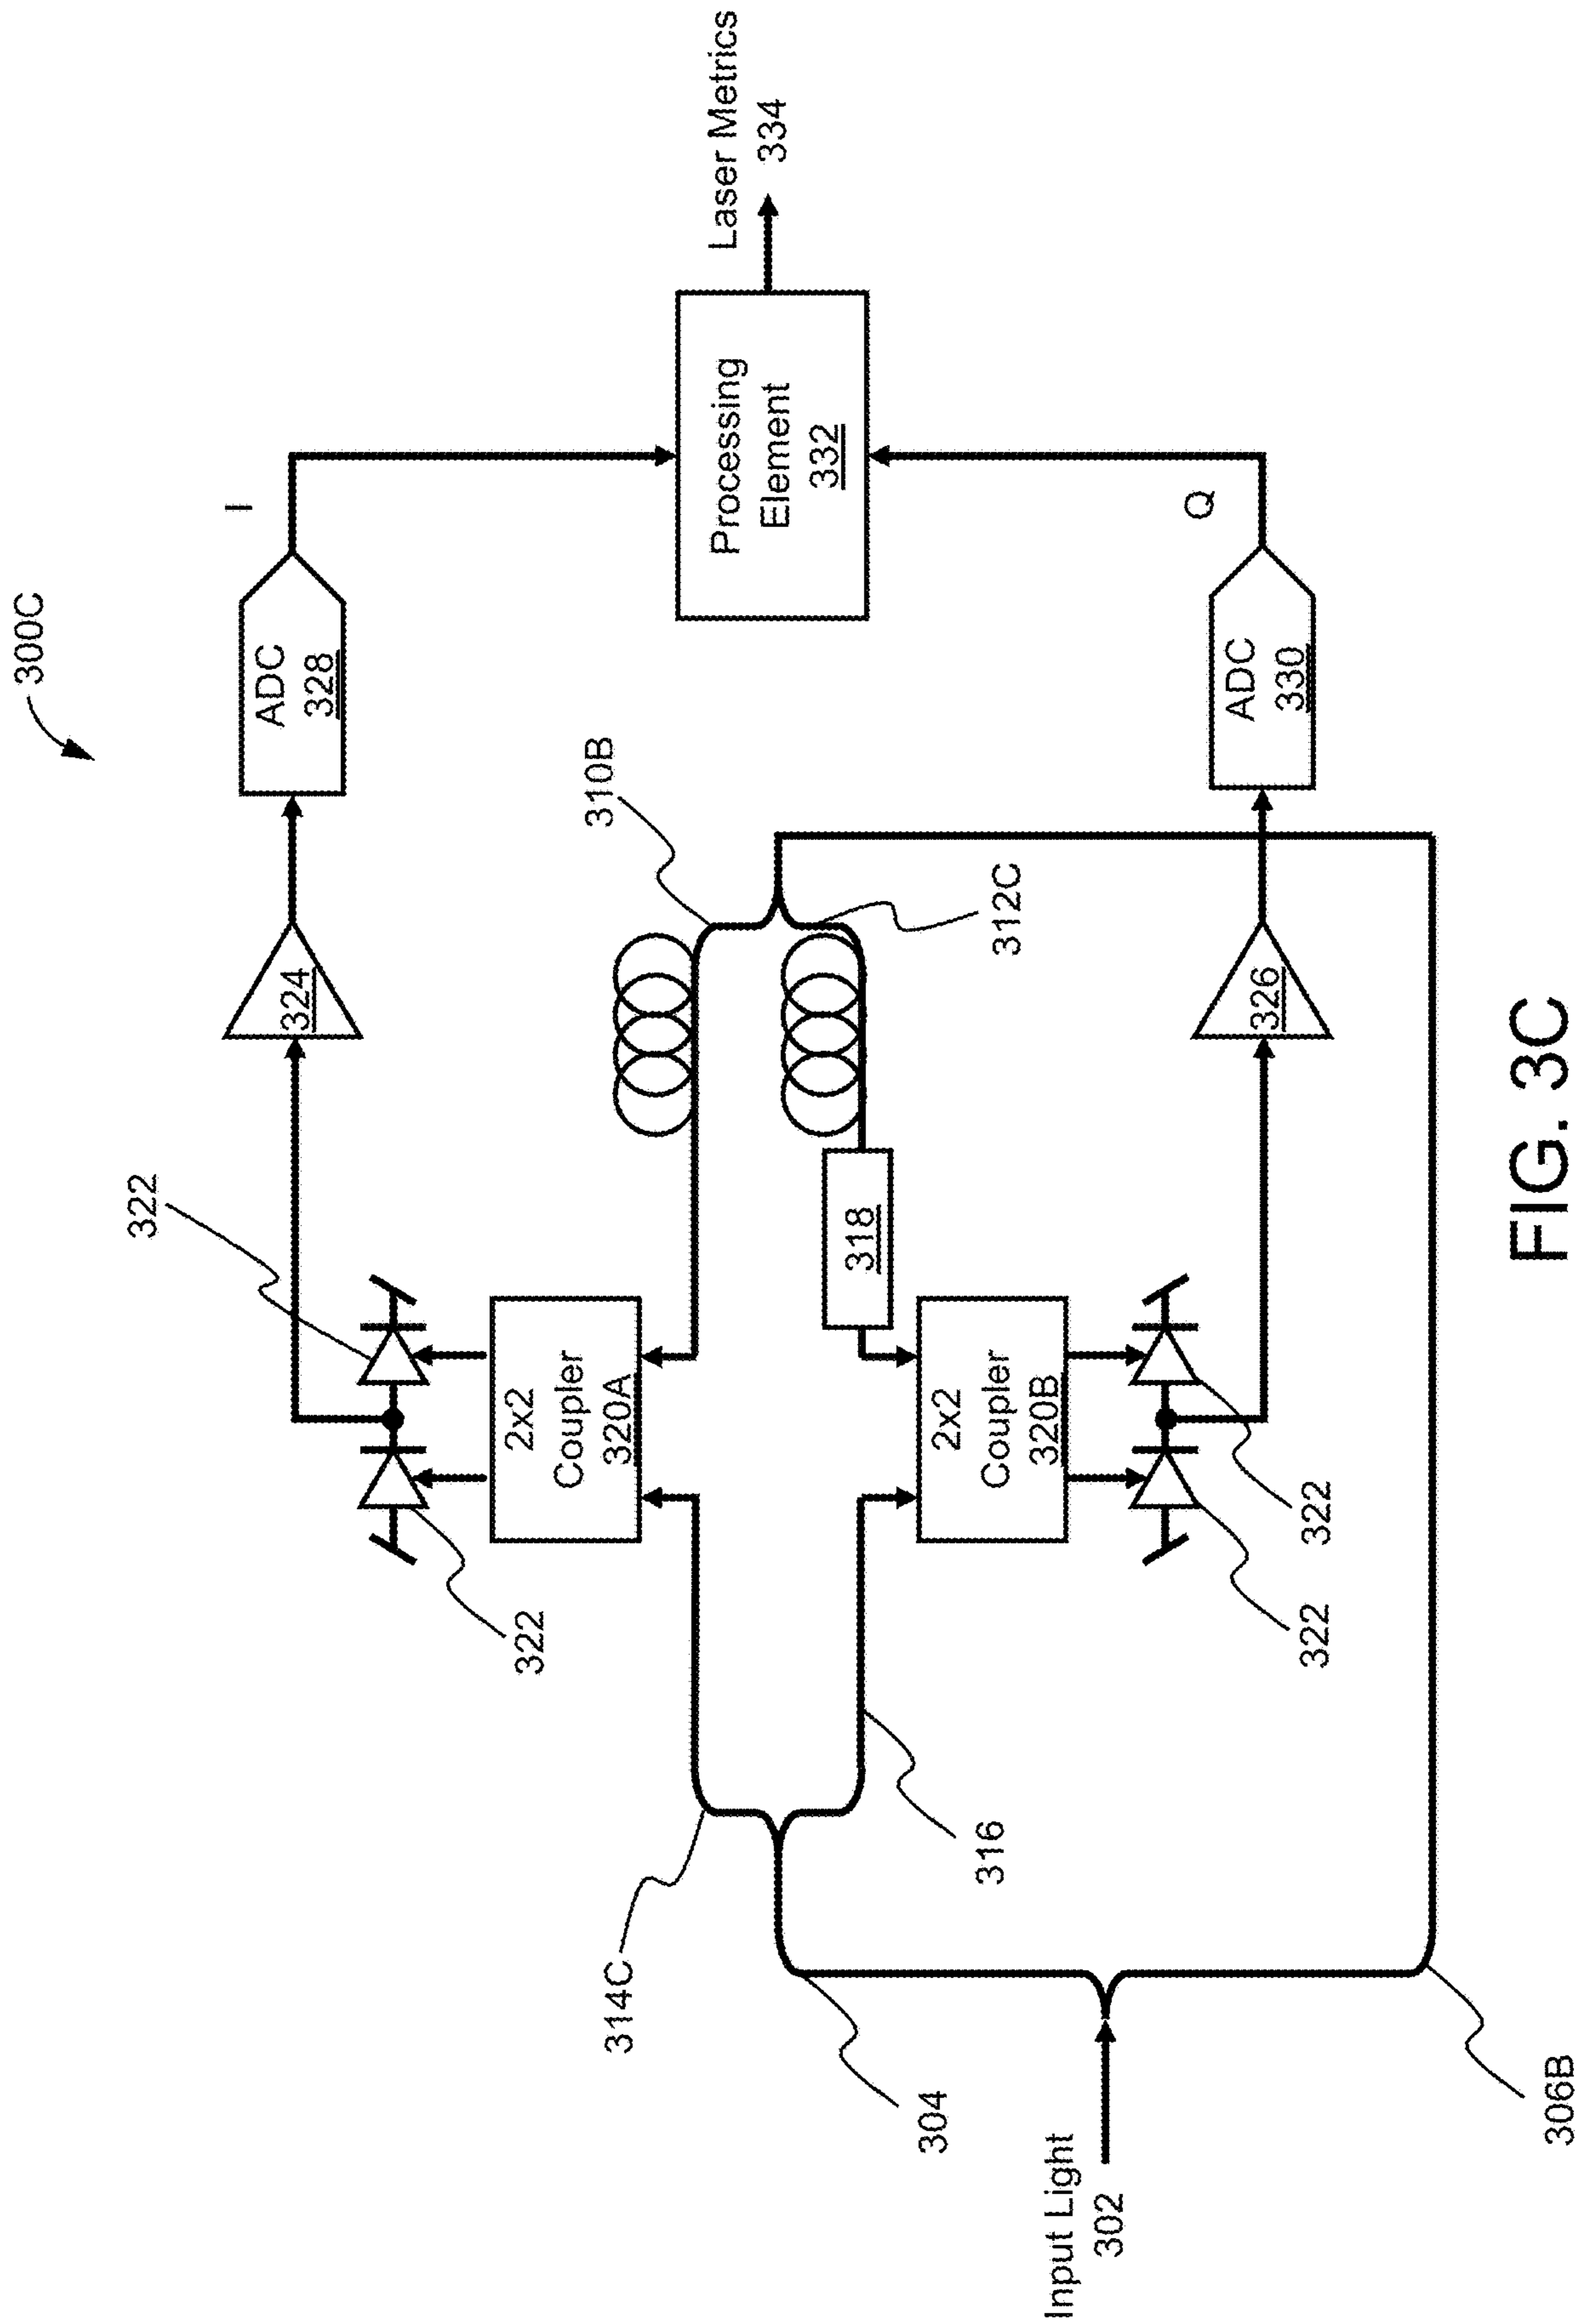 300C
I
ADC
328
324
322
322
310B
2x2
Coupler
320A
314C
Processing
Element
332
Laser Metrics
334
312C
318
2x2
Coupler
320B
316
304
322
322
326
ADC
330
Q
Input Light
302
306B
FIG. 3C